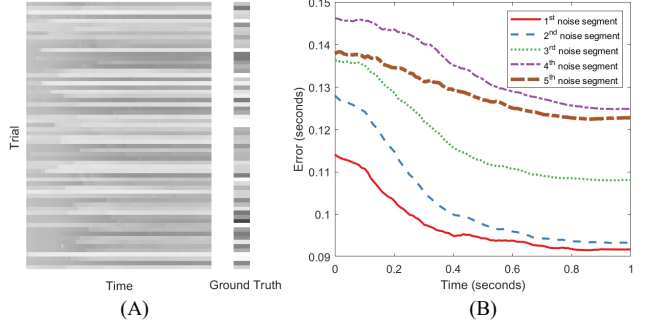 Trial
Time
Ground Truth
(A)
0.15
0.14
0.13
0.12
0.11
0.1
0.09
Error (seconds)
0
0.2
0.4
0.6
0.8
1
Time (seconds)
1st noise segment
2nd noise segment
3rd noise segment
4th noise segment
5th noise segment
(B)